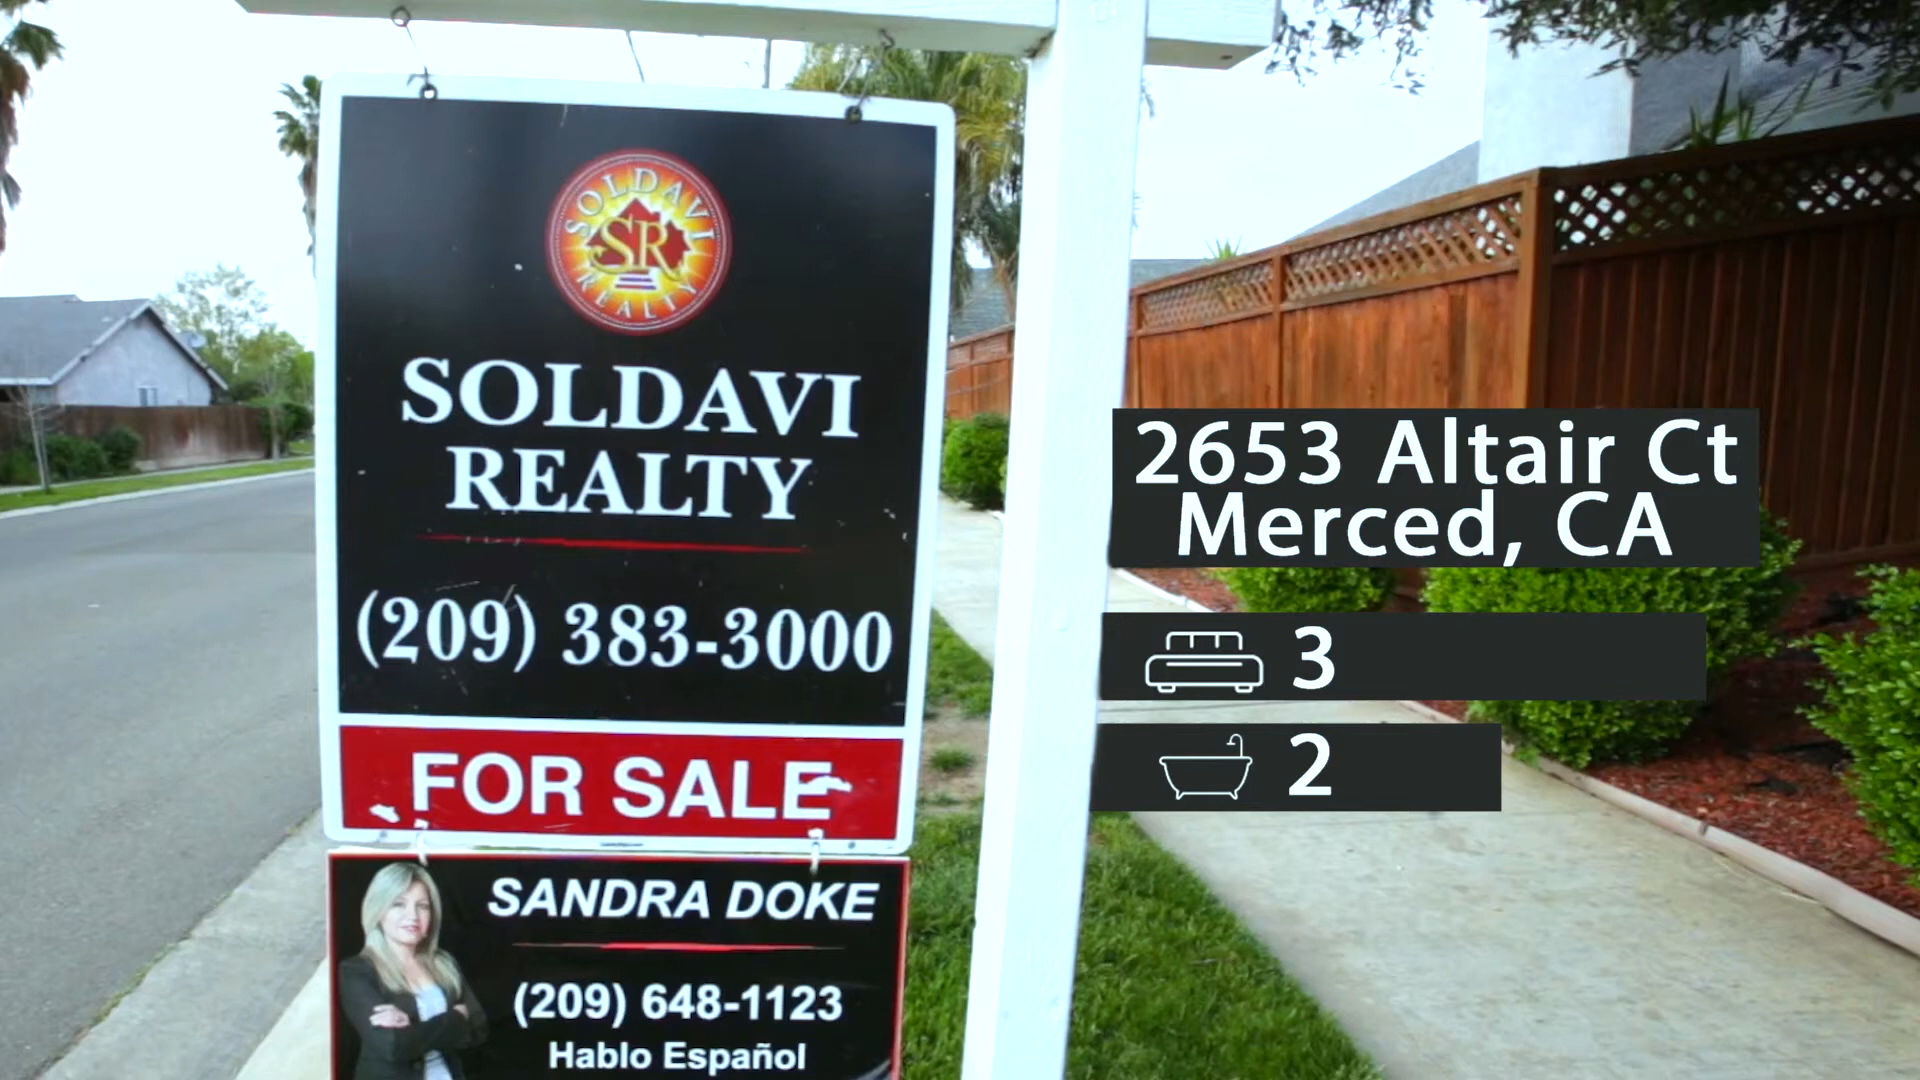 SOLDAVI
SR
REALTY
SOLDAVI
REALTY
(209) 383-3000
FOR SALE
SANDRA DOKE
(209) 648-1123
Hablo Español
2653 Altair Ct
Merced, CA
3
2